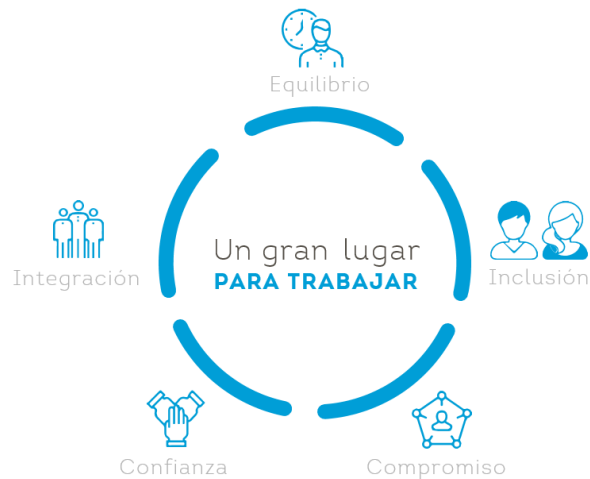 Equilibrio
Un gran lugar
PARA TRABAJAR
Integración
Inclusión
Confianza
Compromiso